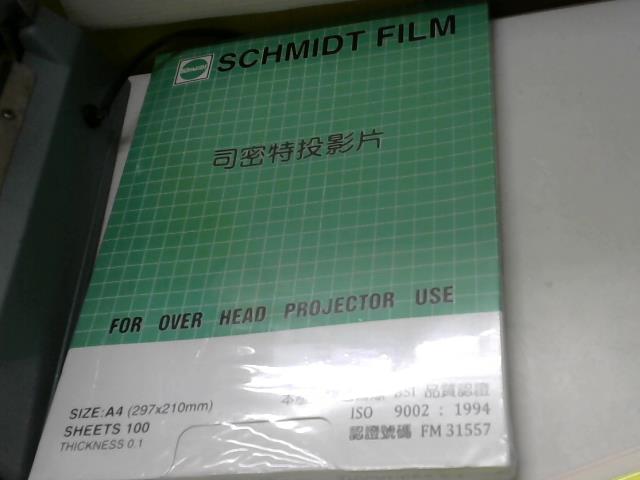 SCHMIDT FILM
司密特投影片
FOR OVER HEAD PROJECTOR USE
SIZE:A4 (297x210mm)
SHEETS 100
THICKNESS 0.1
本 BSI 品質認證
ISO 9002 : 1994
認證號碼 FM 31557